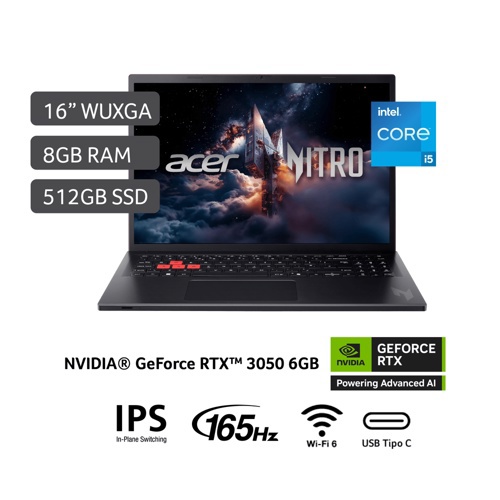 16” WUXGA
8GB RAM
512GB SSD
acer NITRO
intel.
CORE
i5
NVIDIA® GeForce RTX™ 3050 6GB
NVIDIA
GEFORCE
RTX
Powering Advanced AI
IPS
In-Plane Switching
165Hz
Wi-Fi 6
USB Tipo C